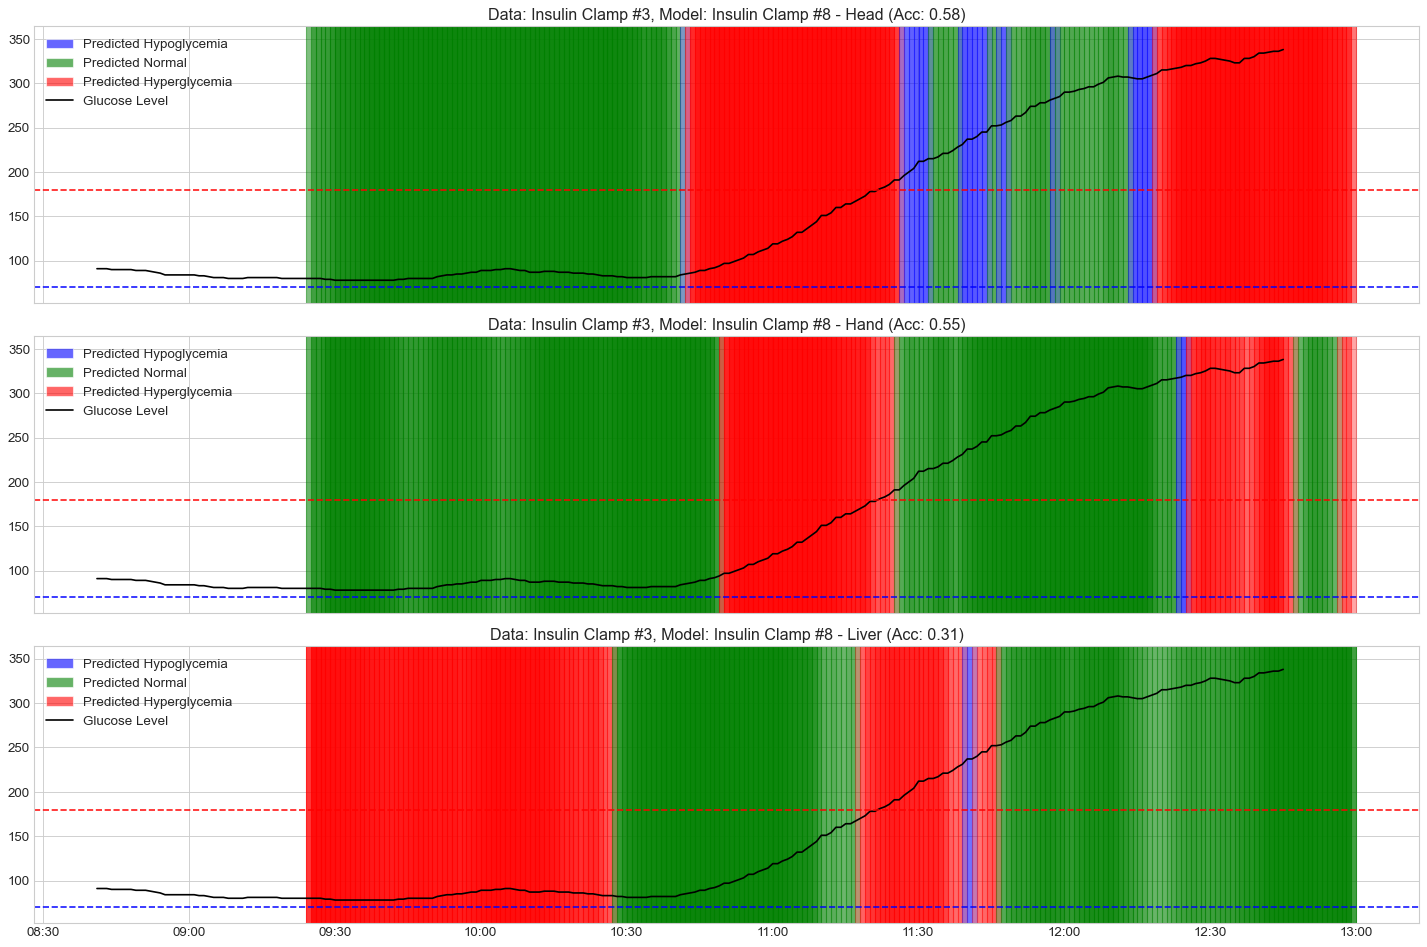 Data: Insulin Clamp #3, Model: Insulin Clamp #8 - Head (Acc: 0.58)
350
300
250
200
150
100
Predicted Hypoglycemia
Predicted Normal
Predicted Hyperglycemia
Glucose Level
Data: Insulin Clamp #3, Model: Insulin Clamp #8 - Hand (Acc: 0.55)
350
300
250
200
150
100
Predicted Hypoglycemia
Predicted Normal
Predicted Hyperglycemia
Glucose Level
Data: Insulin Clamp #3, Model: Insulin Clamp #8 - Liver (Acc: 0.31)
350
300
250
200
150
100
Predicted Hypoglycemia
Predicted Normal
Predicted Hyperglycemia
Glucose Level
08:30 09:00 09:30 10:00 10:30 11:00 11:30 12:00 12:30 13:00